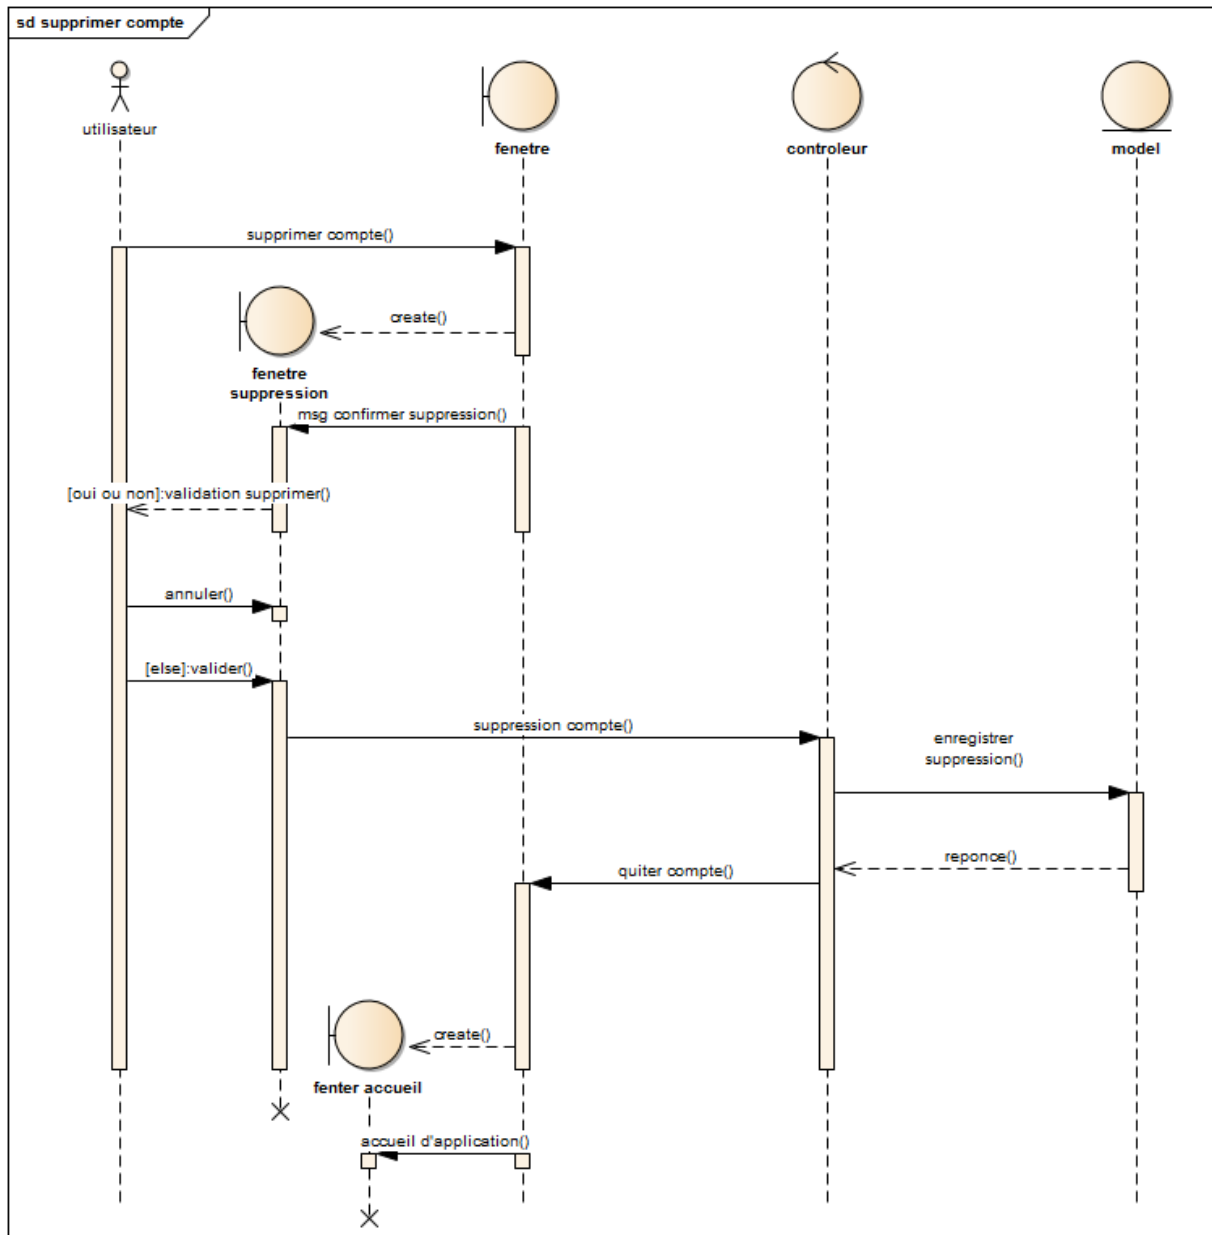 sd supprimer compte
utilisateur
fenetre
controleur
model
supprimer compte()
create()
fenetre
suppression
msg confirmer suppression()
[oui ou non]:validation supprimer()
annuler()
[else]:valider()
suppression compte()
enregistrer
suppression()
reponce()
quiter compte()
create()
fenter accueil
accueil d'application()